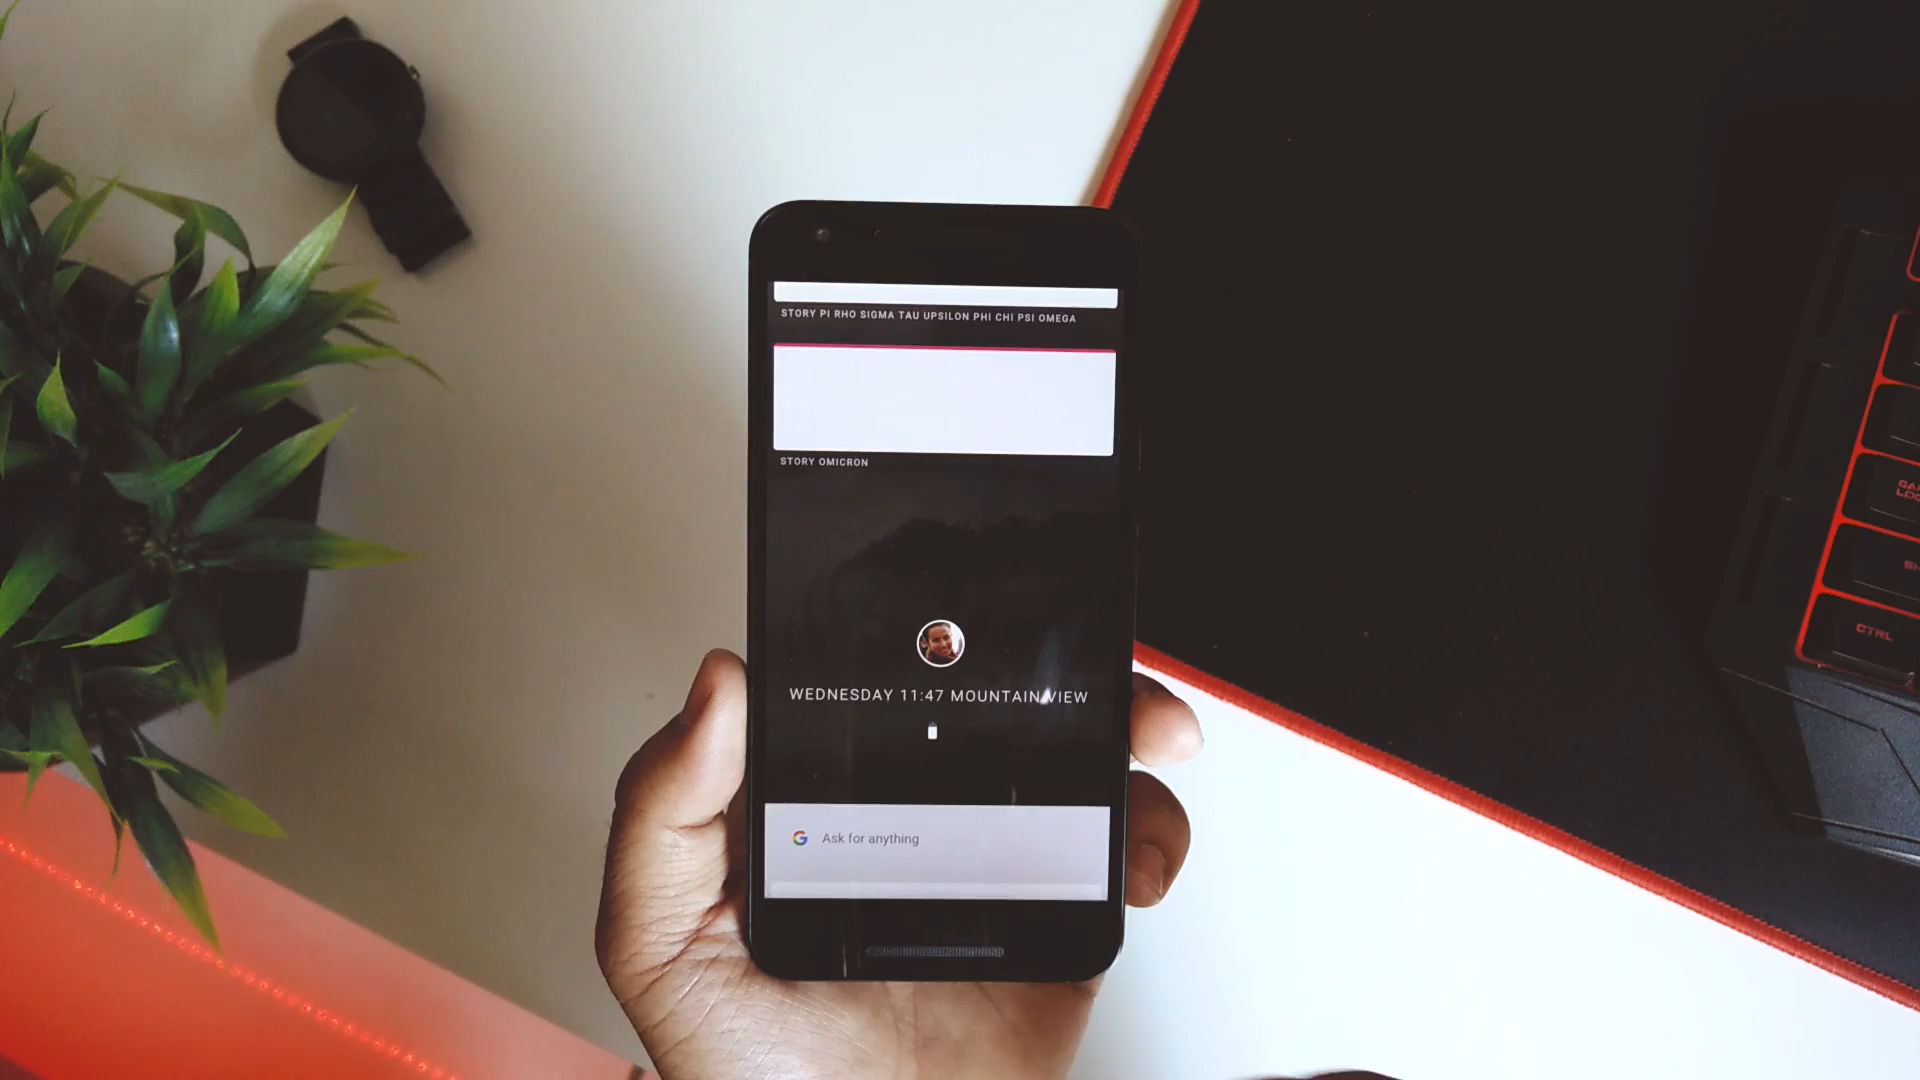 STORY PI RHO SIGMA TAU UPSILON PHI CHI PSI OMEGA
STORY OMICRON
WEDNESDAY 11:47 MOUNTAIN VIEW
G Ask for anything
CTRL